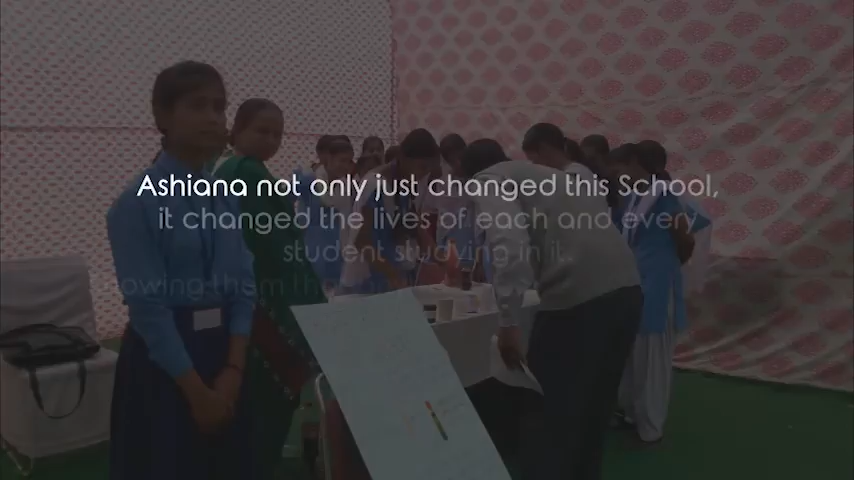 Ashiana not only just changed this School,
it changed the lives of each and every
student studying in it.
them